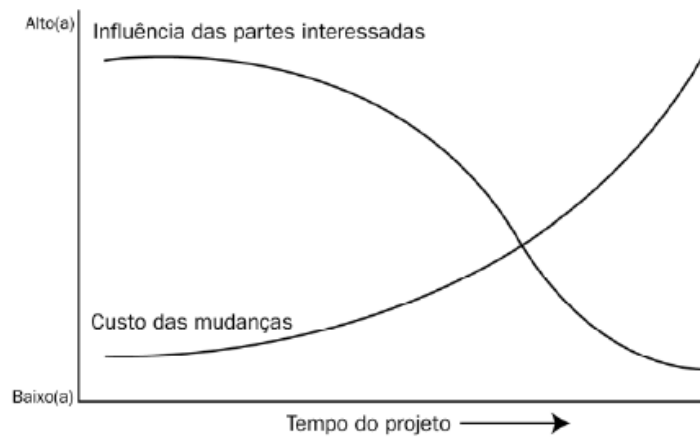 Alto(a)
Influência das partes interessadas
Custo das mudanças
Baixo(a)
Tempo do projeto